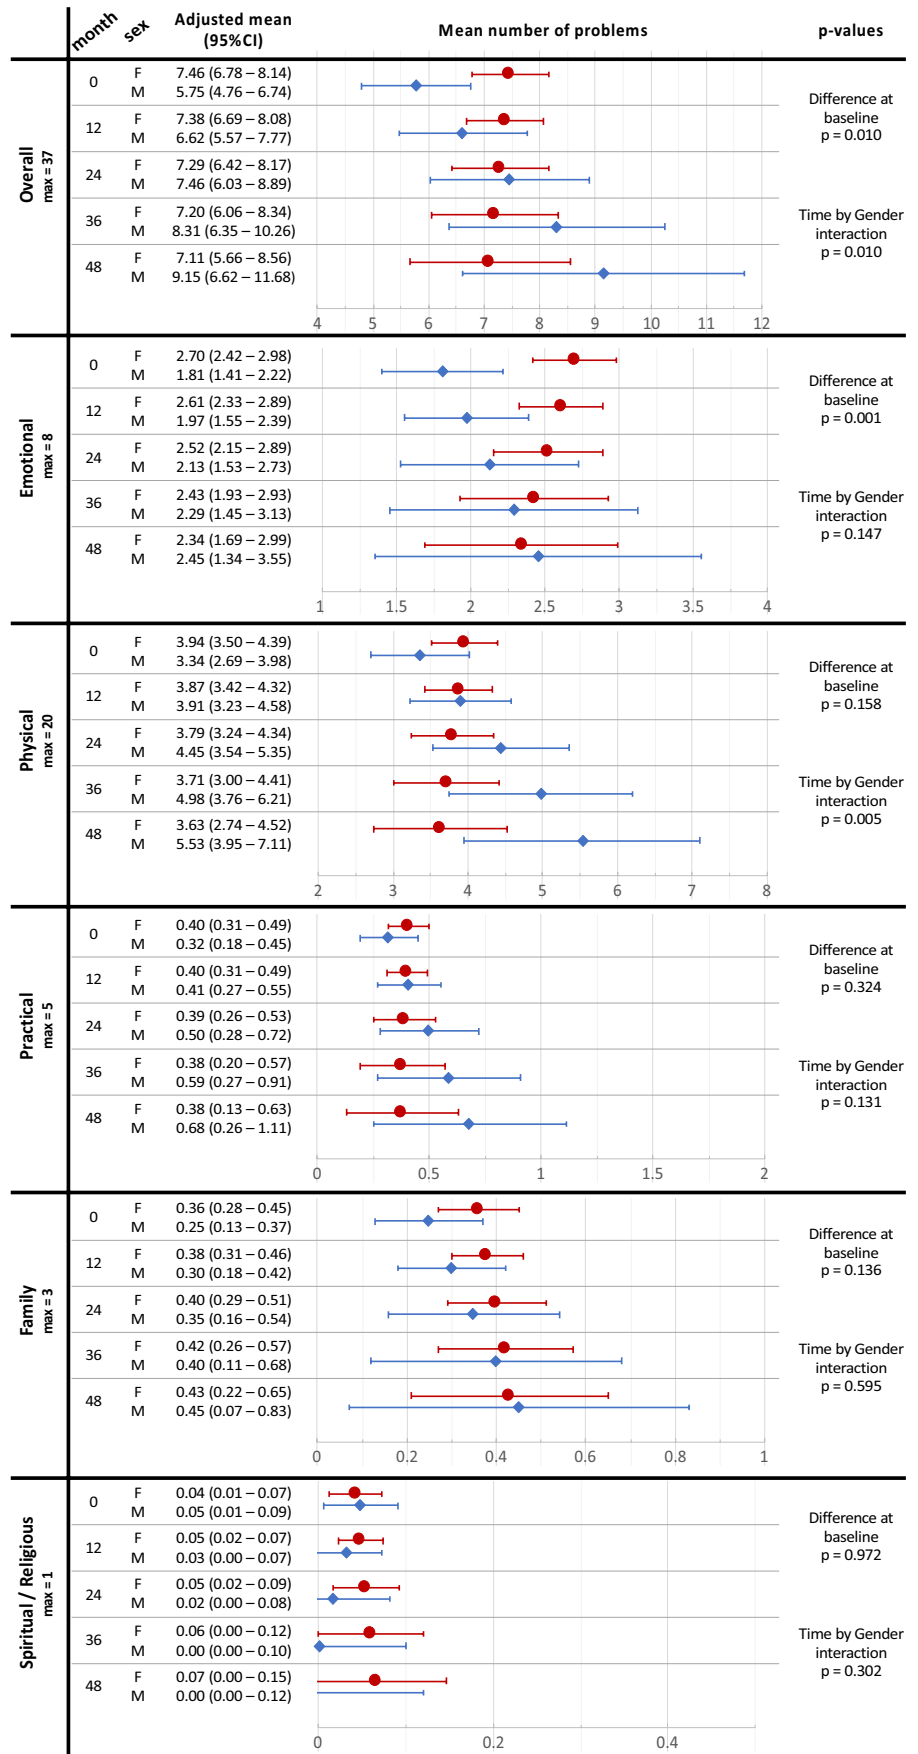 month sex Adjusted mean Mean number of problems p-values
(95%CI)
Overall
max = 37
0 F 7.46 (6.78 – 8.14)
M 5.75 (4.76 – 6.74)
12 F 7.38 (6.69 – 8.08)
M 6.62 (5.57 – 7.77)
24 F 7.29 (6.42 – 8.17)
M 7.46 (6.03 – 8.89)
36 F 7.20 (6.06 – 8.34)
M 8.31 (6.35 – 10.26)
48 F 7.11 (5.66 – 8.56)
M 9.15 (6.62 – 11.68)
4 5 6 7 8 9 10 11 12
Difference at
baseline
p = 0.010
Time by Gender
interaction
p = 0.010
Emotional
max = 8
0 F 2.70 (2.42 – 2.98)
M 1.81 (1.41 – 2.22)
12 F 2.61 (2.33 – 2.89)
M 1.97 (1.55 – 2.39)
24 F 2.52 (2.15 – 2.89)
M 2.13 (1.53 – 2.73)
36 F 2.43 (1.93 – 2.93)
M 2.29 (1.45 – 3.13)
48 F 2.34 (1.69 – 2.99)
M 2.45 (1.34 – 3.55)
1 1.5 2 2.5 3 3.5 4
Difference at
baseline
p = 0.001
Time by Gender
interaction
p = 0.147
Physical
max = 20
0 F 3.94 (3.50 – 4.39)
M 3.34 (2.69 – 3.98)
12 F 3.87 (3.42 – 4.32)
M 3.91 (3.23 – 4.58)
24 F 3.79 (3.24 – 4.34)
M 4.45 (3.54 – 5.35)
36 F 3.71 (3.00 – 4.41)
M 4.98 (3.76 – 6.21)
48 F 3.63 (2.74 – 4.52)
M 5.53 (3.95 – 7.11)
2 3 4 5 6 7 8
Difference at
baseline
p = 0.158
Time by Gender
interaction
p = 0.005
Practical
max = 5
0 F 0.40 (0.31 – 0.49)
M 0.32 (0.18 – 0.45)
12 F 0.40 (0.31 – 0.49)
M 0.41 (0.27 – 0.55)
24 F 0.39 (0.26 – 0.53)
M 0.50 (0.28 – 0.72)
36 F 0.38 (0.20 – 0.57)
M 0.59 (0.27 – 0.91)
48 F 0.38 (0.13 – 0.63)
M 0.68 (0.26 – 1.11)
0 0.5 1 1.5 2
Difference at
baseline
p = 0.324
Time by Gender
interaction
p = 0.131
Family
max = 3
0 F 0.36 (0.28 – 0.45)
M 0.25 (0.13 – 0.37)
12 F 0.38 (0.31 – 0.46)
M 0.30 (0.18 – 0.42)
24 F 0.40 (0.29 – 0.51)
M 0.35 (0.16 – 0.54)
36 F 0.42 (0.26 – 0.57)
M 0.40 (0.11 – 0.68)
48 F 0.43 (0.22 – 0.65)
M 0.45 (0.07 – 0.83)
0 0.2 0.4 0.6 0.8 1
Difference at
baseline
p = 0.136
Time by Gender
interaction
p = 0.595
Spiritual / Religious
max = 1
0 F 0.04 (0.01 – 0.07)
M 0.05 (0.01 – 0.09)
12 F 0.05 (0.02 – 0.07)
M 0.03 (0.00 – 0.07)
24 F 0.05 (0.02 – 0.09)
M 0.02 (0.00 – 0.08)
36 F 0.06 (0.00 – 0.12)
M 0.00 (0.00 – 0.10)
48 F 0.07 (0.00 – 0.15)
M 0.00 (0.00 – 0.12)
0 0.2 0.4
Difference at
baseline
p = 0.972
Time by Gender
interaction
p = 0.302